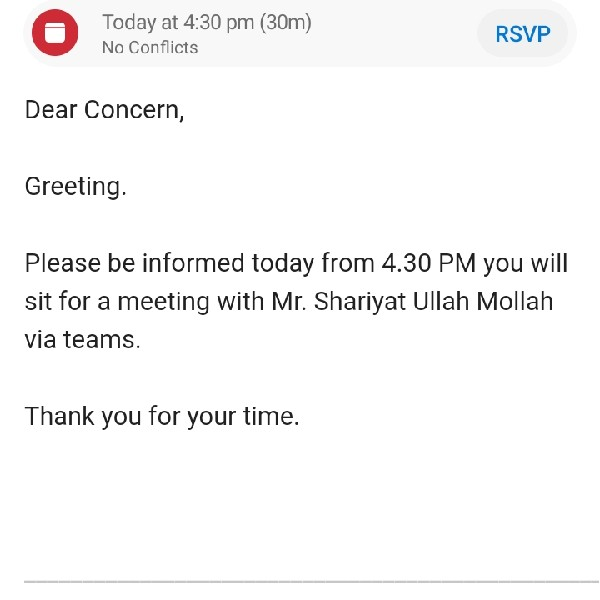 Today at 4:30 pm (30m)
No Conflicts
RSVP
Dear Concern,
Greeting.
Please be informed today from 4.30 PM you will
sit for a meeting with Mr. Shariyat Ullah Mollah
via teams.
Thank you for your time.